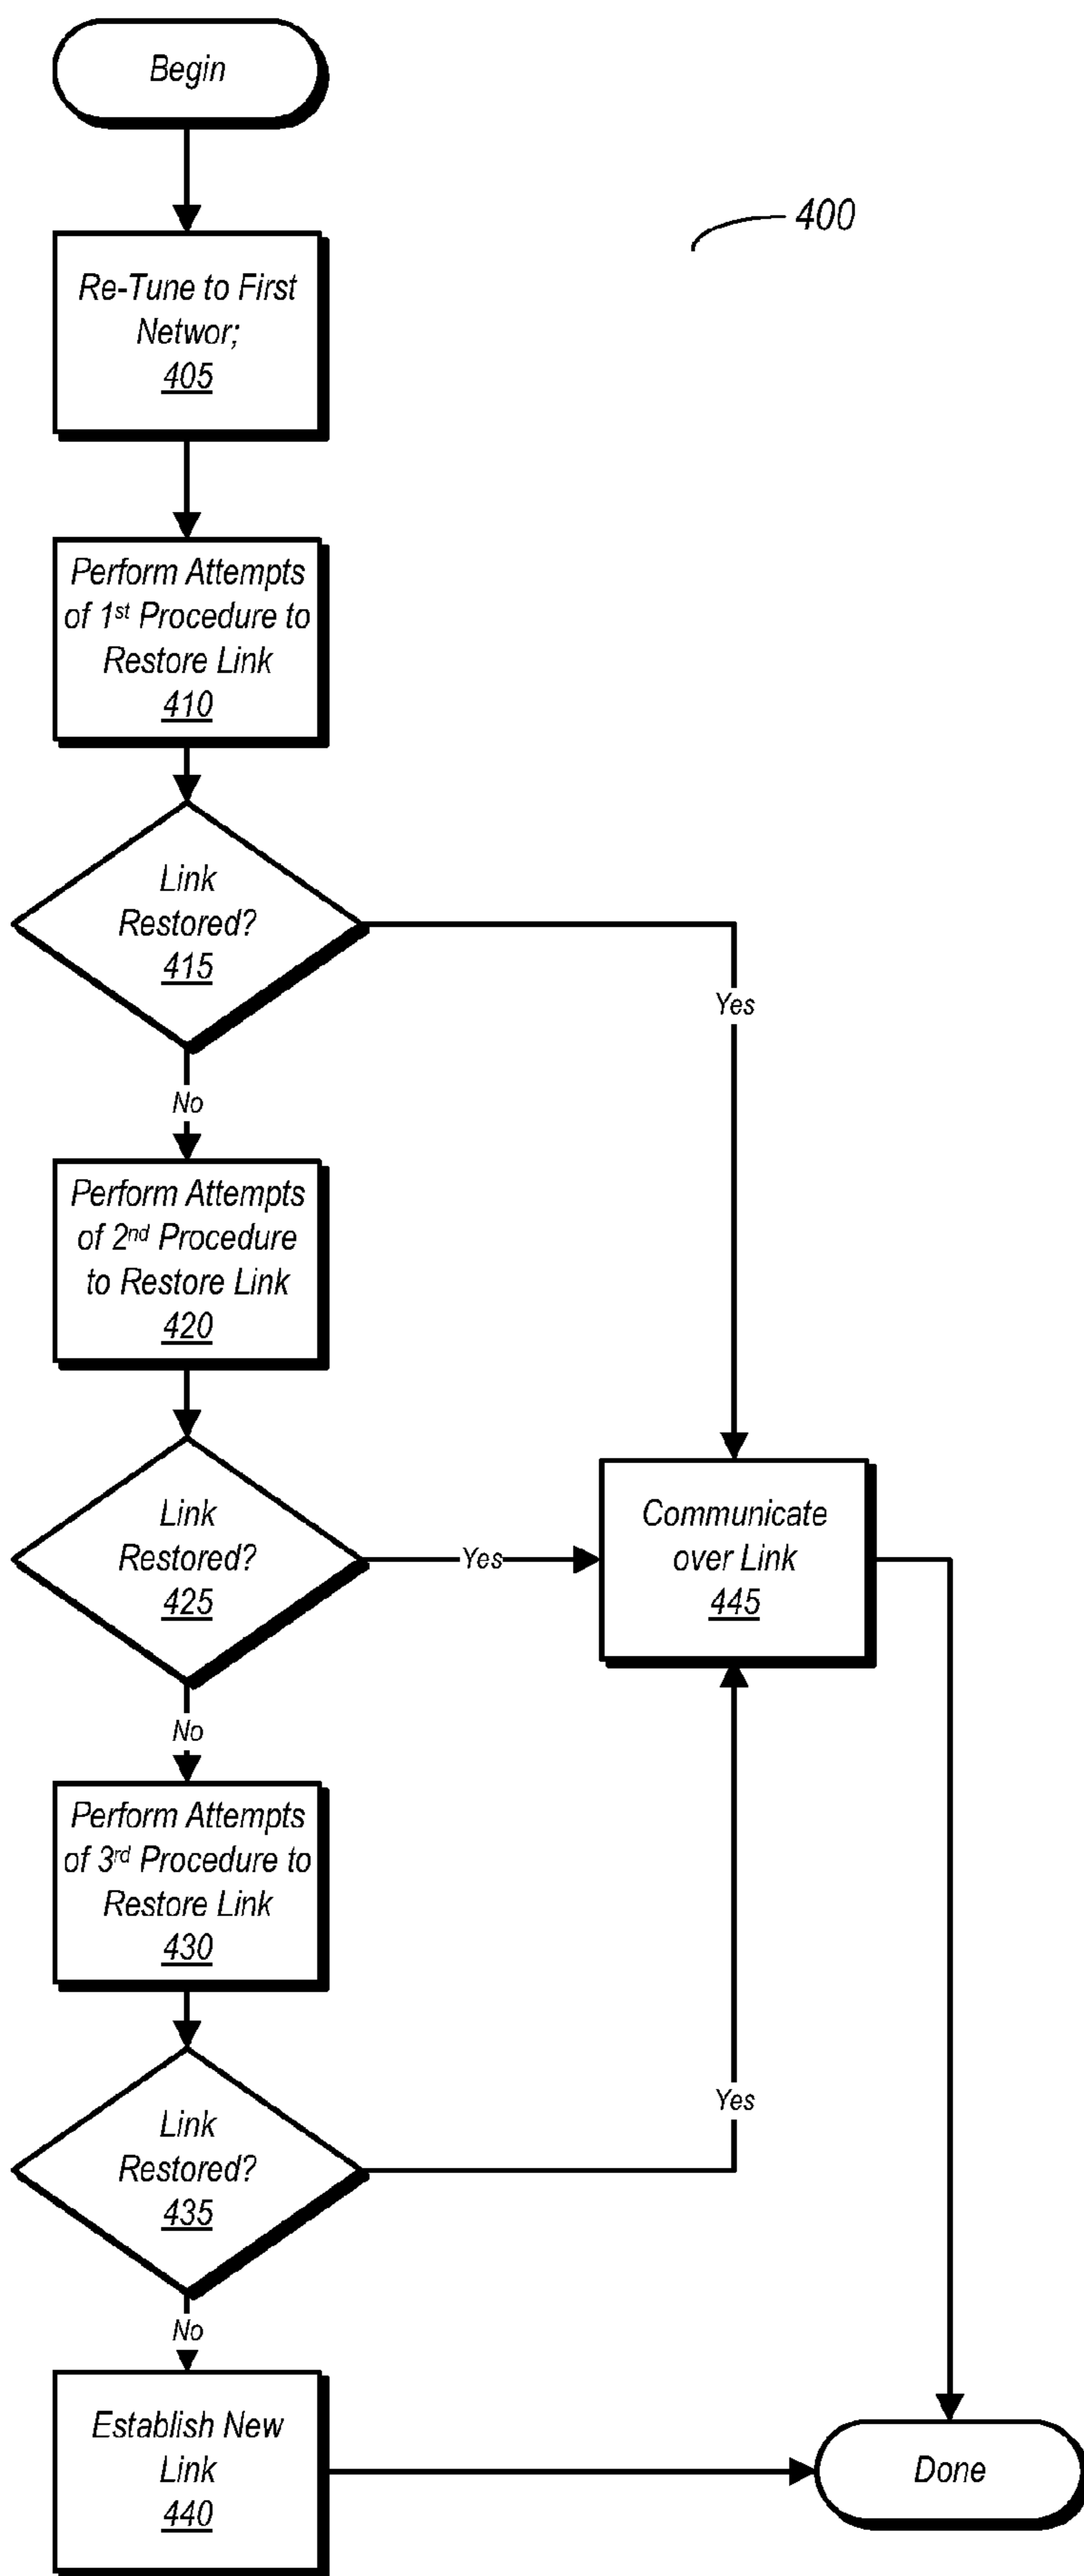 Begin
400
Re-Tune to First
Networ;
405
Perform Attempts
of 1st Procedure to
Restore Link
410
Link
Restored?
415
Yes
No
Perform Attempts
of 2nd Procedure
to Restore Link
420
Link
Restored?
425
Yes
Communicate
over Link
445
No
Perform Attempts
of 3rd Procedure to
Restore Link
430
Link
Restored?
435
Yes
No
Establish New
Link
440
Done